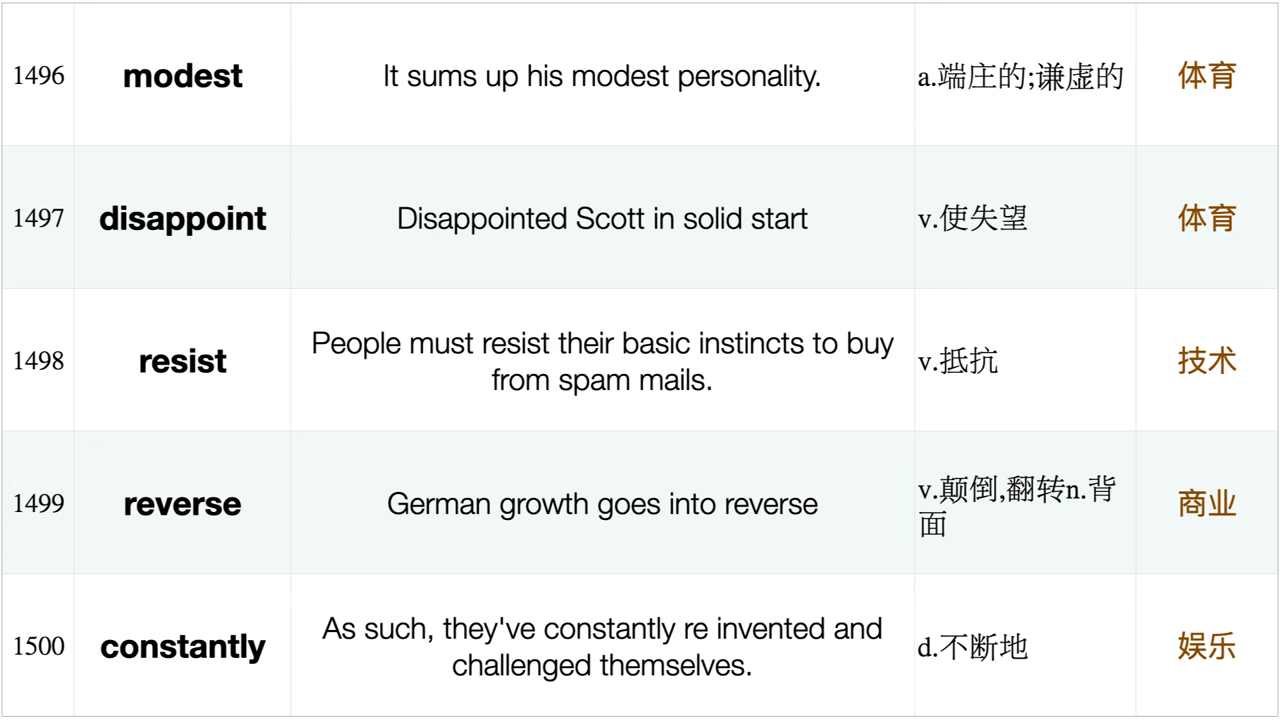 1496 modest It sums up his modest personality. a.端庄的;谦虚的 体育
1497 disappoint Disappointed Scott in solid start v.使失望 体育
1498 resist People must resist their basic instincts to buy
from spam mails. v.抵抗 技术
1499 reverse German growth goes into reverse v.颠倒,翻转n.背
面 商业
1500 constantly As such, they've constantly re invented and
challenged themselves. d.不断地 娱乐